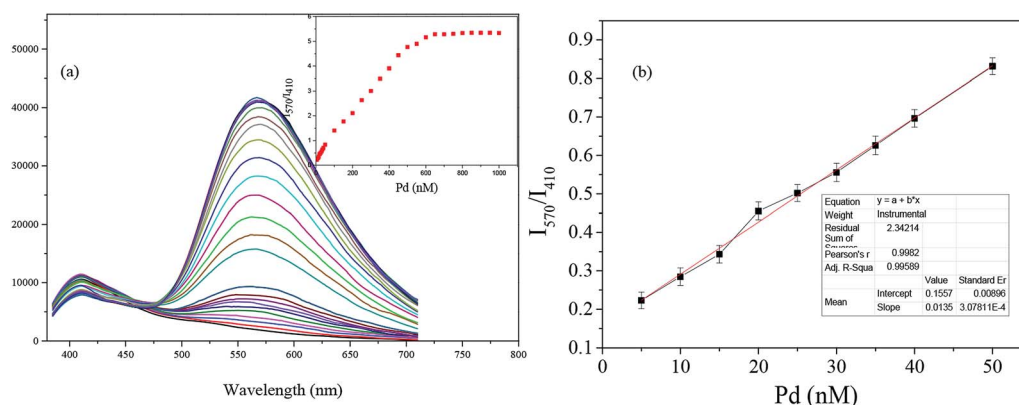 (a)
50000
40000
30000
20000
10000
0
400 450 500 550 600 650 700 750 800
Wavelength (nm)
6
5
4
3
2
1
0
I570/I410
0 200 400 600 800 1000
Pd (nM)
(b)
0.9
0.8
0.7
0.6
0.5
0.4
0.3
0.2
0.1
I570/I410
10 20 30 40 50
Pd (nM)
Equation y = a + b*x
Weight Instrumental
Residual 2.34214
Sum of
Pearson's r 0.9982
Adj. R-Squa 0.99589
Value Standard Er
Mean Intercept 0.1557 0.00896
Slope 0.0135 3.07811E-4